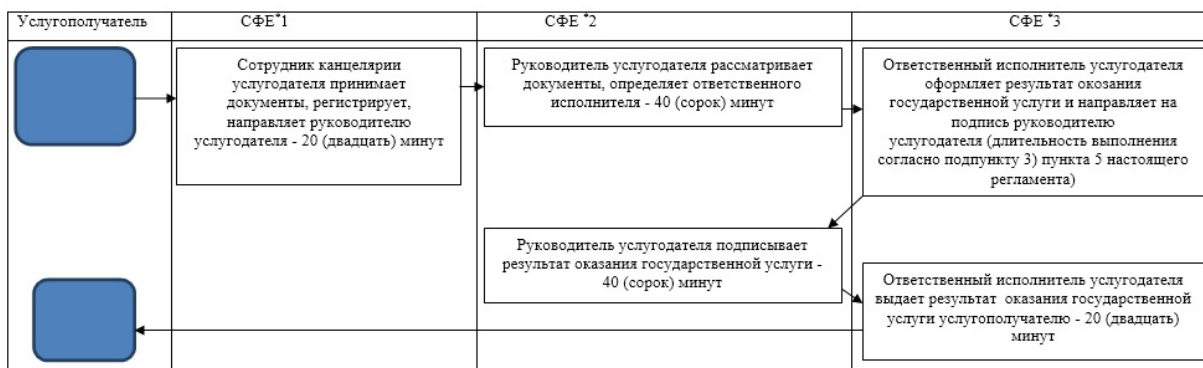 Услугополучатель
СФЕ*1
СФЕ *2
СФЕ *3
Сотрудник канцелярии
услугодателя принимает
документы, регистрирует,
направляет руководителю
услугодателя - 20 (двадцать) минут
Руководитель услугодателя рассматривает
документы, определяет ответственного
исполнителя - 40 (сорок) минут
Ответственный исполнитель услугодателя
оформляет результат окозания
государственной услуги и направляет на
подпись руководителю
услугодателя (длительность выполнения
согласно подпункту 3) пункта 5 настоящего
регламента)
Руководитель услугодателя подписывает
результат оказания государственной услуги -
40 (сорок) минут
Ответственный исполнитель услугодателя
выдает результат оказания государственной
услуги услугополучателю - 20 (двадцать)
минут